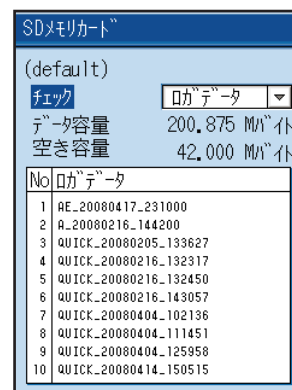 SDメモリカード
(default)
チェック ロガデータ
データ容量 200.875 Mバイト
空き容量 42.000 Mバイト
No ロガデータ
1 AE_20080417_231000
2 A_20080216_144200
3 QUICK_20080205_133627
4 QUICK_20080216_132317
5 QUICK_20080216_132450
6 QUICK_20080216_143057
7 QUICK_20080404_102136
8 QUICK_20080404_111451
9 QUICK_20080404_125958
10 QUICK_20080414_150515